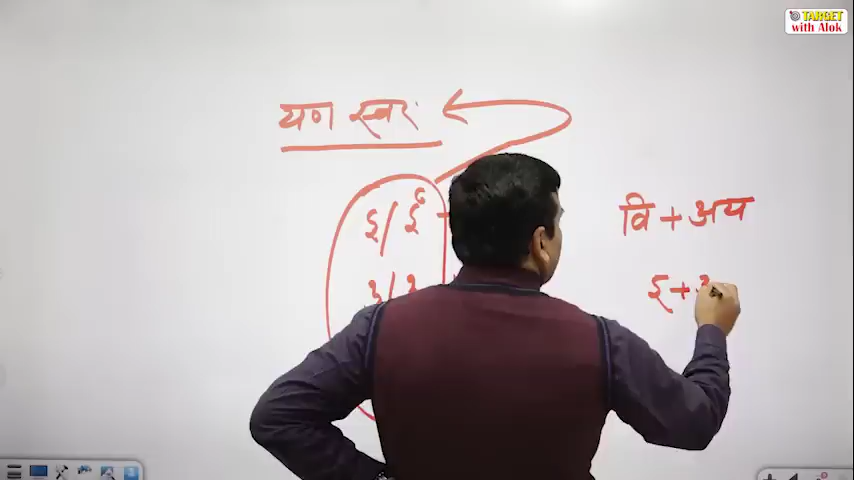 TARGET
with Alok
यण स्वर
इ/ई
वि + अय
उ/
इ +